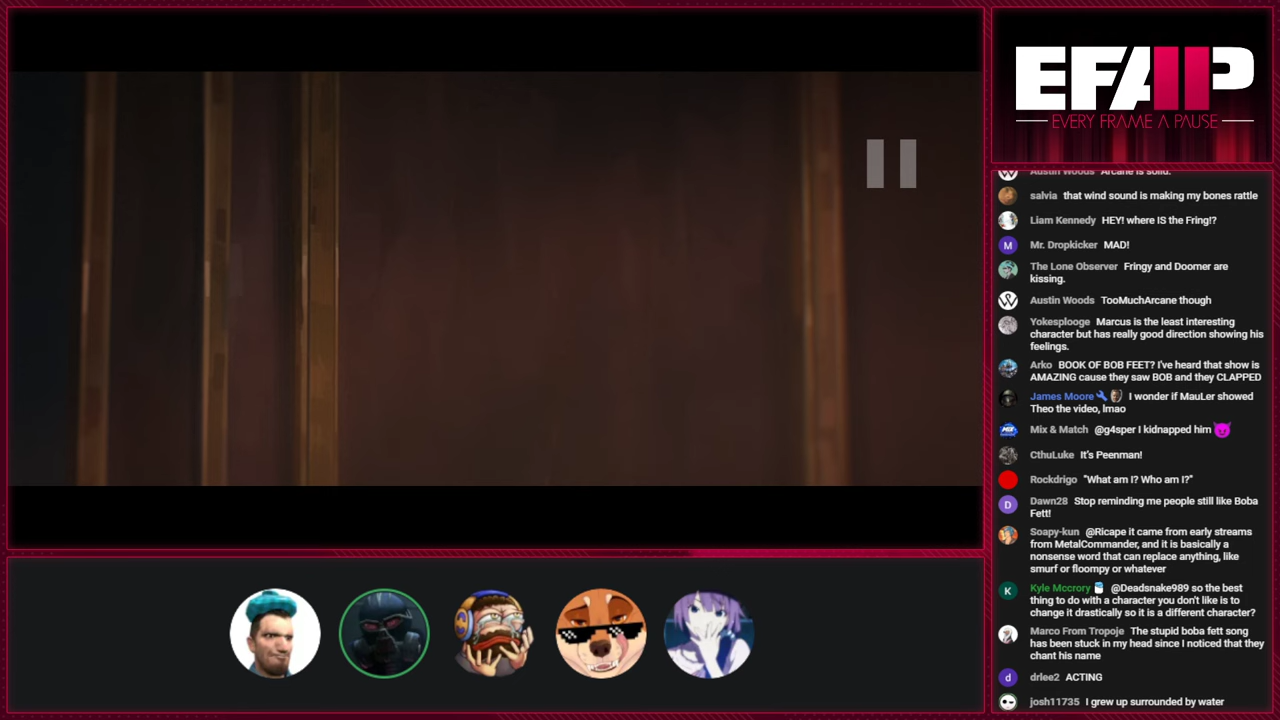 EFAP
EVERY FRAME A PAUSE
Austin Woods Arcane is solid.
salvia that wind sound is making my bones rattle
Liam Kennedy HEY! where IS the Fring!?
M
Mr. Dropkicker MAD!
The Lone Observer Fringy and Doomer are
kissing.
Austin Woods TooMuchArcane though
Yokesplooge Marcus is the least interesting
character but has really good direction showing his
feelings.
Arko BOOK OF BOB FEET? I've heard that show is
AMAZING cause they saw BOB and they CLAPPED
James Moore I wonder if MauLer showed
Theo the video, lmao
Mix & Match @g4sper I kidnapped him
CthuLuke It's Peenman!
Rockdrigo "What am I? Who am I?"
D
Dawn28 Stop reminding me people still like Boba
Fett!
Soapy-kun @Ricape it came from early streams
from MetalCommander, and it is basically a
nonsense word that can replace anything, like
smurf or floompy or whatever
K
Kyle Mccrory @Deadsnake989 so the best
thing to do with a character you don't like is to
change it drastically so it is a different character?
Marco From Tropoje The stupid boba fett song
has been stuck in my head since I noticed that they
chant his name
d
drlee2 ACTING
josh11735 I grew up surrounded by water